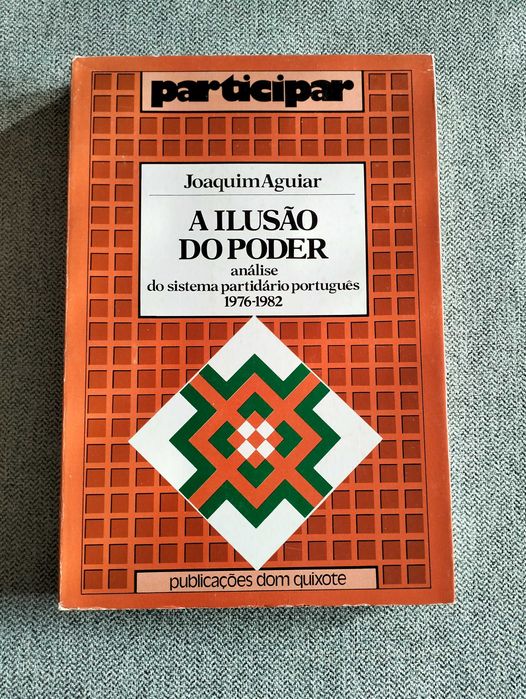 participar
Joaquim Aguiar
A ILUSÃO
DO PODER
análise
do sistema partidário português
1976-1982
publicações dom quixote